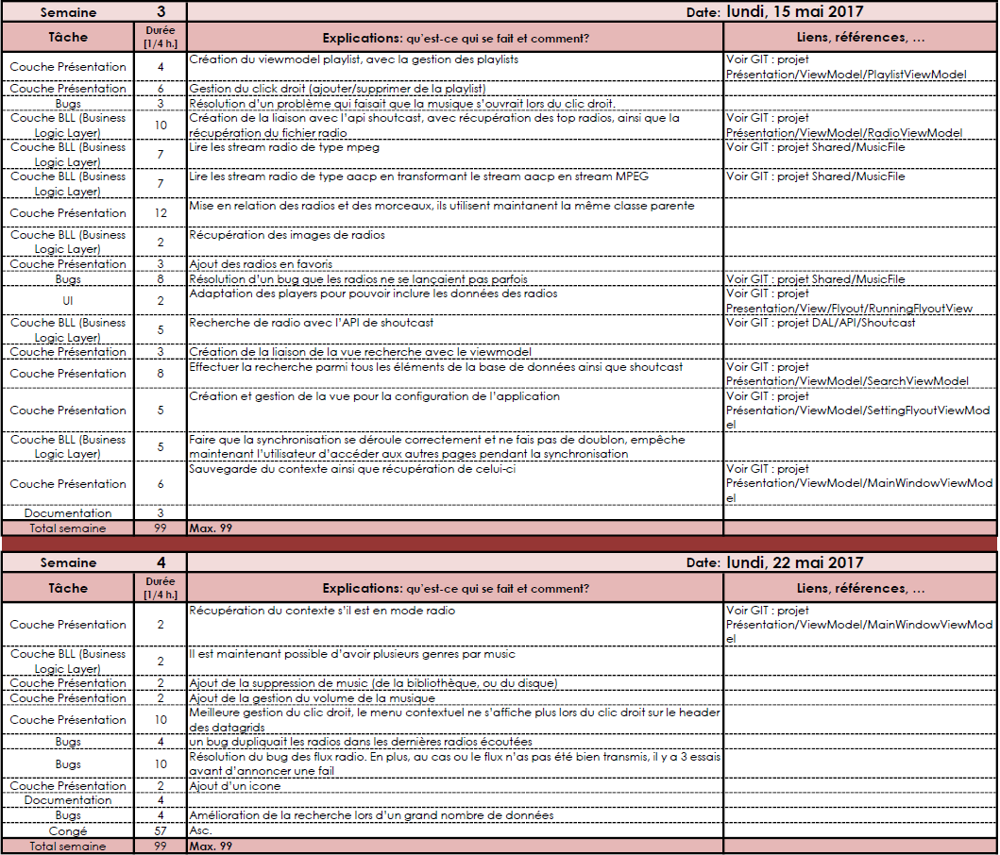 Semaine 3 Date: lundi, 15 mai 2017
Tâche Durée [1/4 h.] Explications: qu'est-ce qui se fait et comment? Liens, références, …
Couche Présentation 4 Création du viewmodel playlist, avec la gestion des playlists Voir GIT : projet
Présentation/ViewModel/PlaylistViewModel
Couche Présentation 6 Gestion du click droit (ajouter/supprimer de la playlist)
Bugs 3 Résolution d'un problème qui faisait que la musique s'ouvrait lors du clic droit.
Couche BLL (Business 10 Création de la liaison avec l'api shoutcast, avec récupération des top radios, ainsi que la Voir GIT : projet
Logic Layer) récupération du fichier radio Présentation/ViewModel/RadioViewModel
Couche BLL (Business 7 Lire les stream radio de type mpeg Voir GIT : projet Shared/MusicFile
Logic Layer)
Couche BLL (Business 7 Lire les stream radio de type aacp en transformant le stream aacp en stream MPEG Voir GIT : projet Shared/MusicFile
Logic Layer)
Couche Présentation 12 Mise en relation des radios et des morceaux, ils utilisent maintanent la même classe parente
Couche BLL (Business 2 Récupération des images de radios
Logic Layer)
Couche Présentation 3 Ajout des radios en favoris
Bugs 8 Résolution d'un bug que les radios ne se lançaient pas parfois Voir GIT : projet Shared/MusicFile
UI 2 Adaptation des players pour pouvoir inclure les données des radios Voir GIT : projet
Presentation/View/Flyout/RunningFlyoutView
Couche BLL (Business 5 Recherche de radio avec l'API de shoutcast Voir GIT : projet DAL/API/Shoutcast
Logic Layer)
Couche Présentation 3 Création de la liaison de la vue recherche avec le viewmodel
Couche Présentation 8 Effectuer la recherche parmi tous les éléments de la base de données ainsi que shoutcast Voir GIT : projet
Présentation/ViewModel/SearchViewModel
Couche Présentation 5 Création et gestion de la vue pour la configuration de l'application Voir GIT : projet
Présentation/ViewModel/SettingFlyoutViewMod
el
Couche BLL (Business 5 Faire que la synchronisation se déroule correctement et ne fais pas de doublon, empêche
Logic Layer) maintenant l'utilisateur d'accéder aux autres pages pendant la synchronisation
Couche Présentation 6 Sauvegarde du contexte ainsi que récupération de celui-ci Voir GIT : projet
Présentation/ViewModel/MainWindowViewMod
el
Documentation 3
Total semaine 99 Max. 99
Semaine 4 Date: lundi, 22 mai 2017
Tâche Durée [1/4 h.] Explications: qu'est-ce qui se fait et comment? Liens, références, …
Couche Présentation 2 Récupération du contexte s'il est en mode radio Voir GIT : projet
Présentation/ViewModel/MainWindowViewMod
el
Couche BLL (Business 2 Il est maintenant possible d'avoir plusieurs genres par music
Logic Layer)
Couche Présentation 2 Ajout de la suppression de music (de la bibliothèque, ou du disque)
Couche Présentation 2 Ajout de la gestion du volume de la musique
Couche Présentation 10 Meilleure gestion du clic droit, le menu contextuel ne s'affiche plus lors du clic droit sur le header
des datagrids
Bugs 4 un bug dupliquait les radios dans les dernières radios écoutées
Bugs 10 Résolution du bug des flux radio. En plus, au cas ou le flux n'as pas été bien transmis, il y a 3 essais
avant d'annoncer une fail
Couche Présentation 2 Ajout d'un icone
Documentation 4
Bugs 4 Amélioration de la recherche lors d'un grand nombre de données
Congé 57 Asc.
Total semaine 99 Max. 99